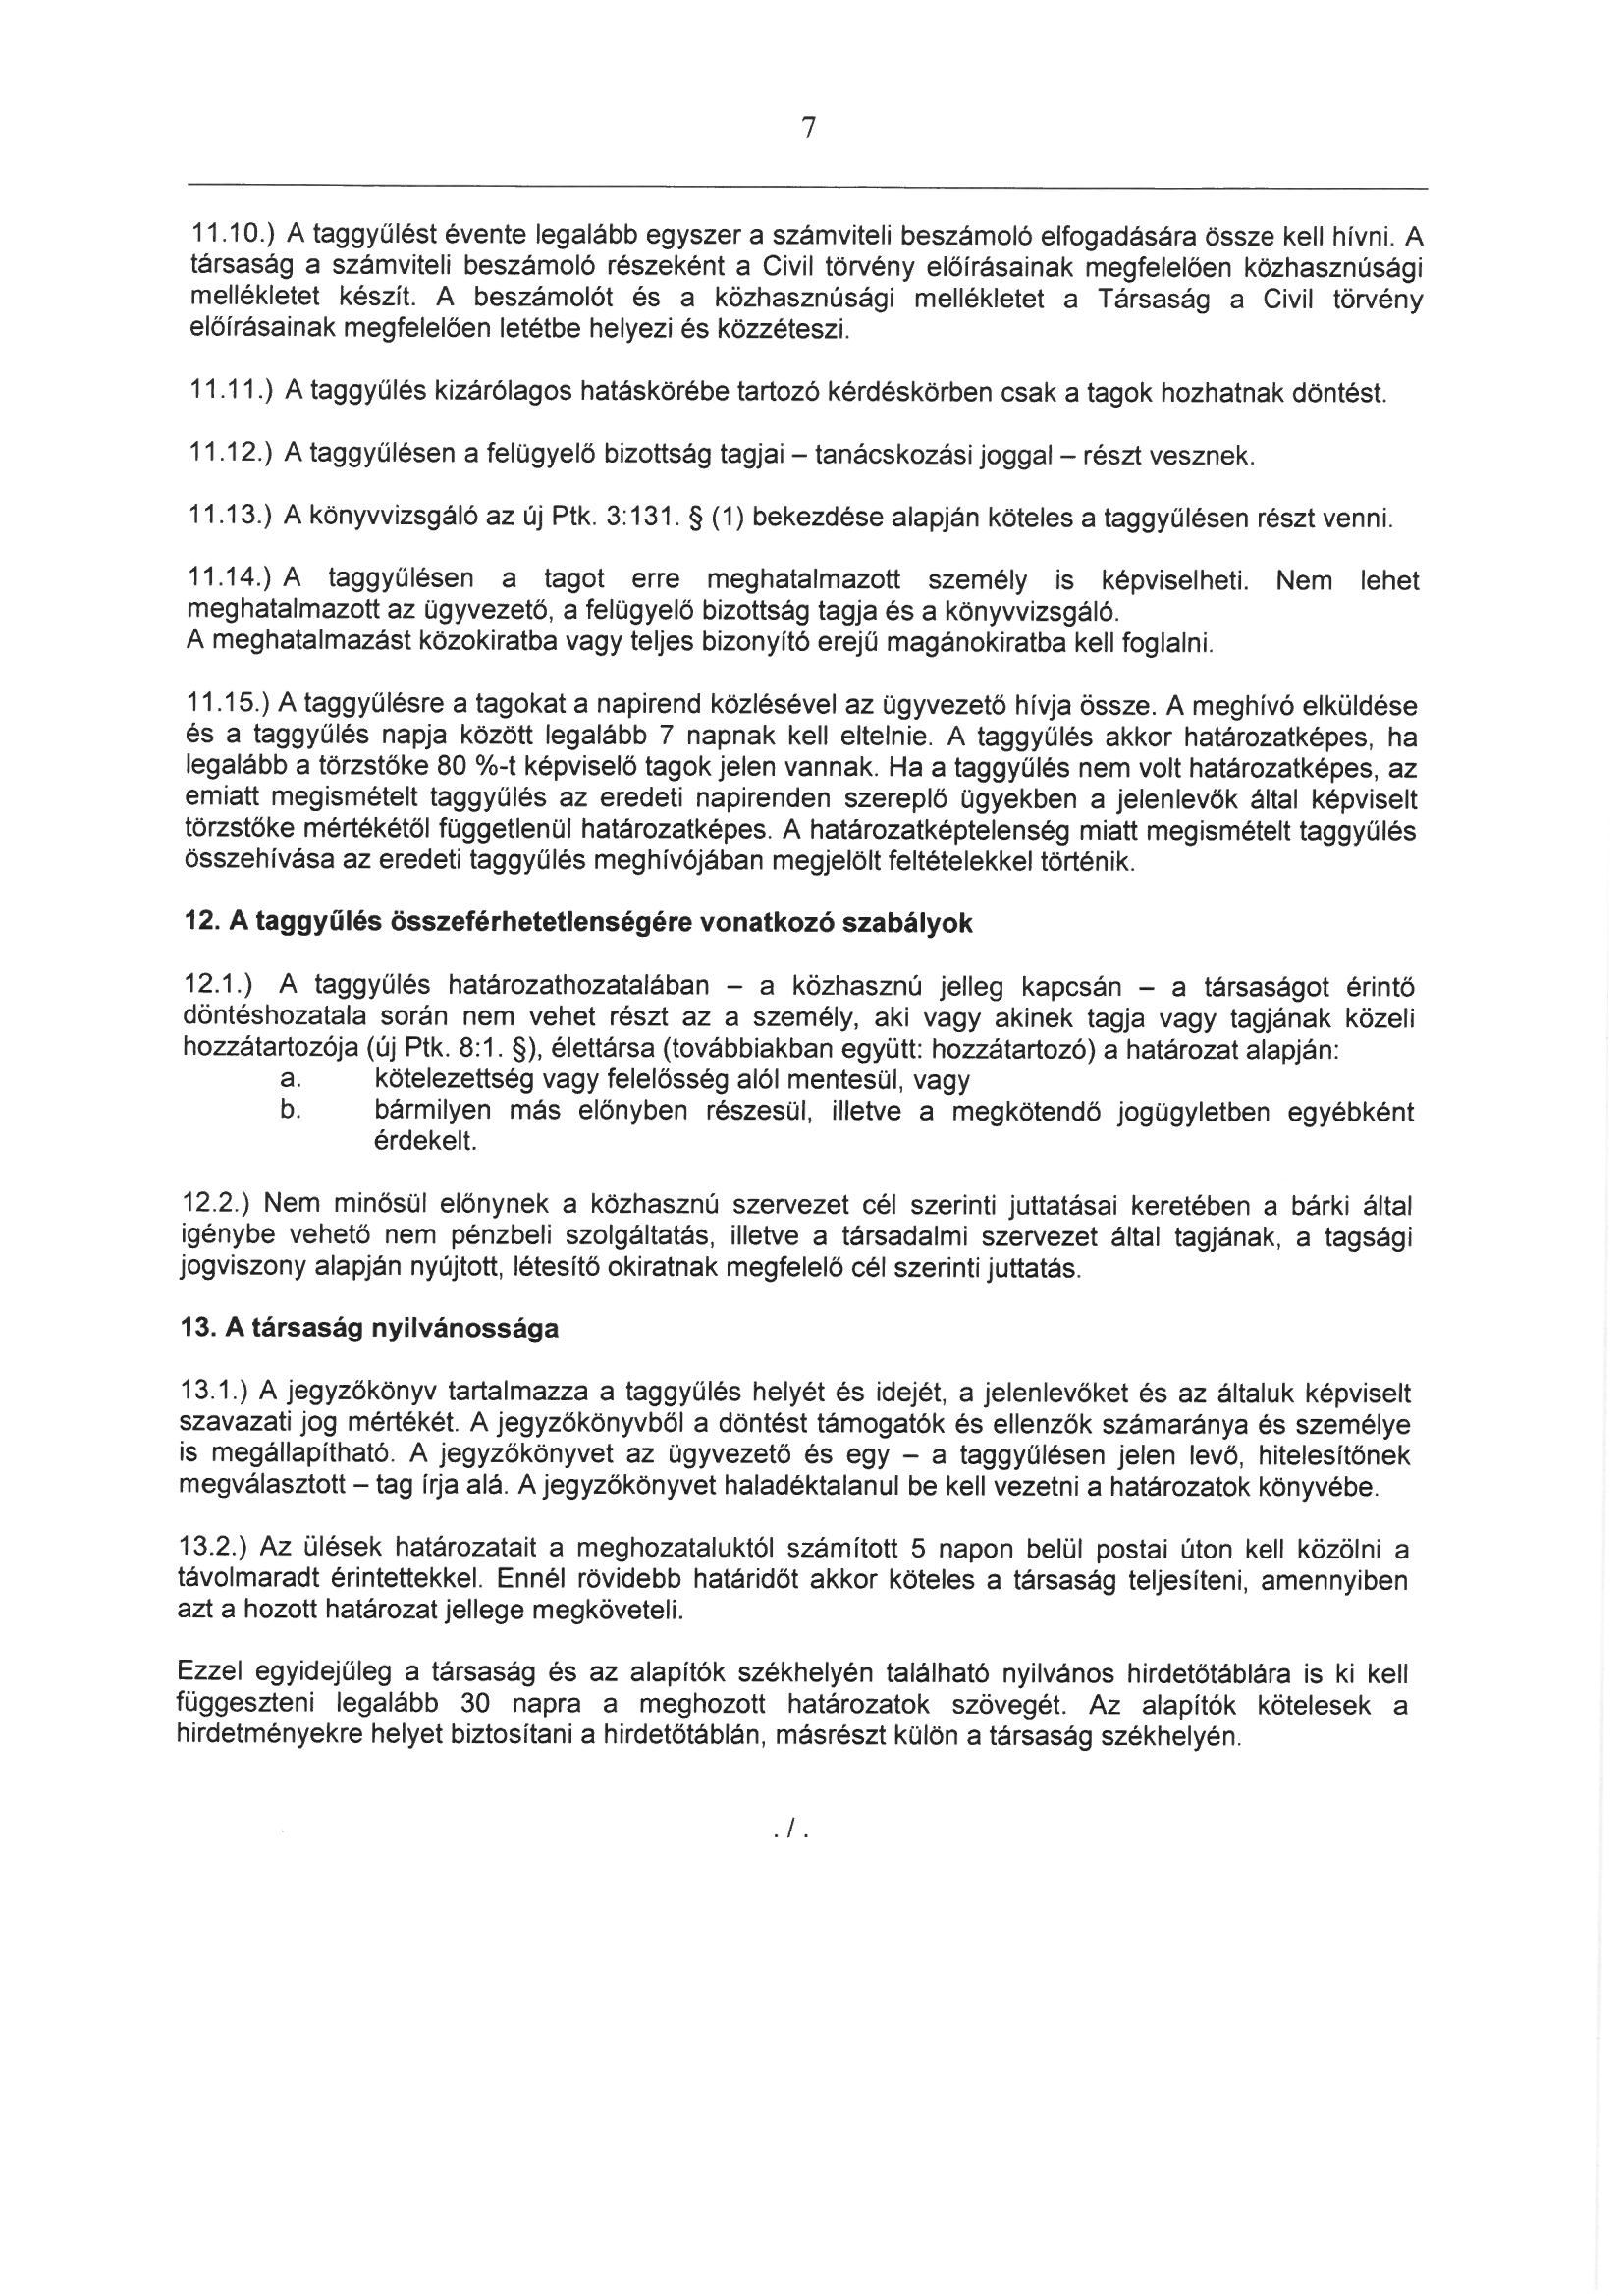 7
11.10.) A taggyűlést évente legalább egyszer a számviteli beszámoló elfogadására össze kell hívni. A
társaság a számviteli beszámoló részeként a Civil törvény előírásainak megfelelően közhasznúsági
mellékletet készít. A beszámolót és a közhasznúsági mellékletet a Társaság a Civil törvény
előírásainak megfelelően letétbe helyezi és közzéteszi.
11.11.) A taggyűlés kizárólagos hatáskörébe tartozó kérdéskörben csak a tagok hozhatnak döntést.
11.12.) A taggyűlésen a felügyelő bizottság tagjai – tanácskozási joggal – részt vesznek.
11.13.) A könyvvizsgáló az új Ptk. 3:131. § (1) bekezdése alapján köteles a taggyűlésen részt venni.
11.14.) A taggyűlésen a tagot erre meghatalmazott személy is képviselheti. Nem lehet
meghatalmazott az ügyvezető, a felügyelő bizottság tagja és a könyvvizsgáló.
A meghatalmazást közokiratba vagy teljes bizonyító erejű magánokiratba kell foglalni.
11.15.) A taggyűlésre a tagokat a napirend közlésével az ügyvezető hívja össze. A meghívó elküldése
és a taggyűlés napja között legalább 7 napnak kell eltelnie. A taggyűlés akkor határozatképes, ha
legalább a törzstőke 80 %-t képviselő tagok jelen vannak. Ha a taggyűlés nem volt határozatképes, az
emiatt megismételt taggyűlés az eredeti napirenden szereplő ügyekben a jelenlevők által képviselt
törzstőke mértékétől függetlenül határozatképes. A határozatképtelenség miatt megismételt taggyűlés
összehívása az eredeti taggyűlés meghívójában megjelölt feltételekkel történik.
12. A taggyűlés összeférhetetlenségére vonatkozó szabályok
12.1.) A taggyűlés határozathozatalában – a közhasznú jelleg kapcsán – a társaságot érintő
döntéshozatala során nem vehet részt az a személy, aki vagy akinek tagja vagy tagjának közeli
hozzátartozója (új Ptk. 8:1. §), élettársa (továbbiakban együtt: hozzátartozó) a határozat alapján:
a. kötelezettség vagy felelősség alól mentesül, vagy
b. bármilyen más előnyben részesül, illetve a megkötendő jogügyletben egyébként
érdekelt.
12.2.) Nem minősül előnynek a közhasznú szervezet cél szerinti juttatásai keretében a bárki által
igénybe vehető nem pénzbeli szolgáltatás, illetve a társadalmi szervezet által tagjának, a tagsági
jogviszony alapján nyújtott, létesítő okiratnak megfelelő cél szerinti juttatás.
13. A társaság nyilvánossága
13.1.) A jegyzőkönyv tartalmazza a taggyűlés helyét és idejét, a jelenlevőket és az általuk képviselt
szavazati jog mértékét. A jegyzőkönyvből a döntést támogatók és ellenzők számaránya és személye
is megállapítható. A jegyzőkönyvet az ügyvezető és egy – a taggyűlésen jelen levő, hitelesítőnek
megválasztott – tag írja alá. A jegyzőkönyvet haladéktalanul be kell vezetni a határozatok könyvébe.
13.2.) Az ülések határozatait a meghozataluktól számított 5 napon belül postai úton kell közölni a
távolmaradt érintettekkel. Ennél rövidebb határidőt akkor köteles a társaság teljesíteni, amennyiben
azt a hozott határozat jellege megköveteli.
Ezzel egyidejűleg a társaság és az alapítók székhelyén található nyilvános hirdetőtáblára is ki kell
függeszteni legalább 30 napra a meghozott határozatok szövegét. Az alapítók kötelesek a
hirdetményekre helyet biztosítani a hirdetőtáblán, másrészt külön a társaság székhelyén.
. / .